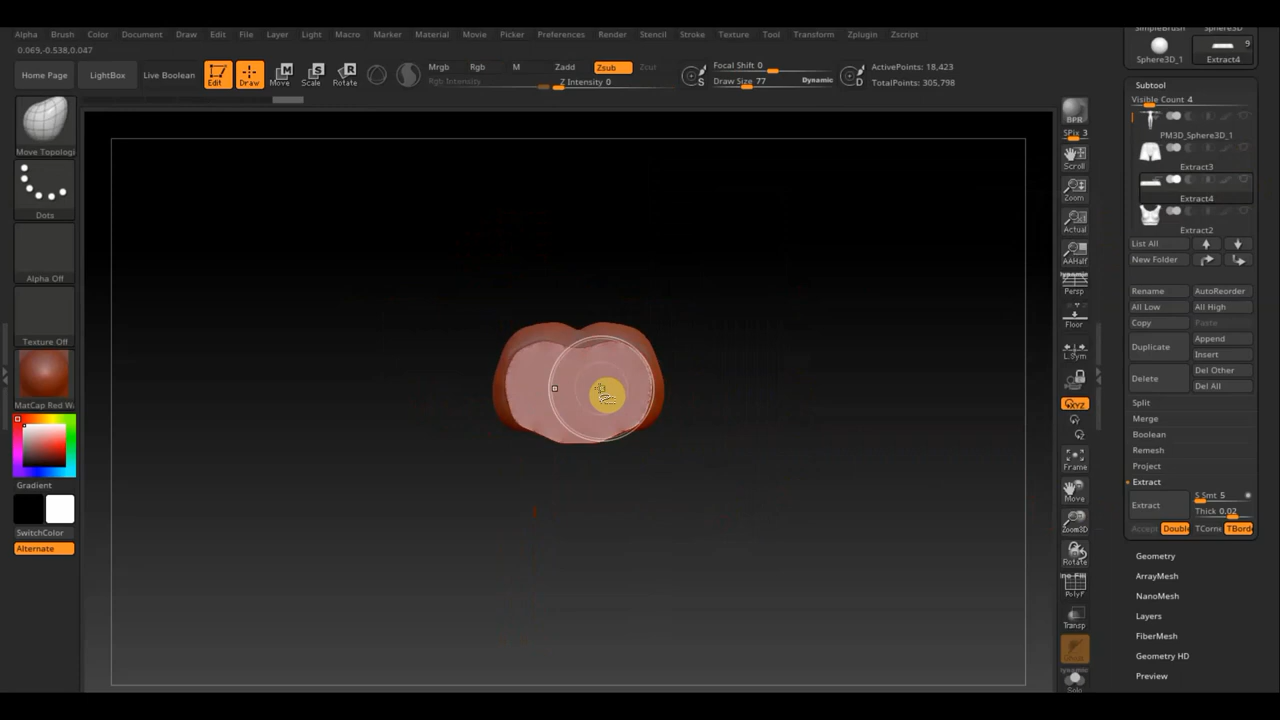 Alpha Brush Color Document Draw Edit File Layer Light Macro Marker Material Movie Picker Preferences Render Stencil Stroke Texture Tool Transform Zplugin Zscript
0.069,-0.538,0.047
Home Page LightBox Live Boolean Edit Draw Move Scale Rotate
Mrgb Rgb M Zadd Zsub Zcut
Rgb Intensity Z Intensity 0
S Focal Shift 0
Draw Size 77 Dynamic
D ActivePoints: 18,423
TotalPoints: 305,798
Move Topologi
Dots
Alpha Off
Texture Off
MatCap Red Wa
Gradient
SwitchColor
Alternate
BPR
SPix 3
Scroll
Zoom
Actual
AAHalf
Dynamic
Persp
Floor
L.Sym
XYZ
Y
Z
Frame
Move
Zoom3D
Rotate
PolyF
Transp
Solo
SimpleBrush Sphere3D
9
Sphere3D_1 Extract4
Subtool
Visible Count 4
PM3D_Sphere3D_1
Extract3
Extract4
Extract2
List All
New Folder
Rename AutoReorder
All Low All High
Copy Paste
Duplicate Append
Insert
Delete Del Other
Del All
Split
Merge
Boolean
Remesh
Project
Extract
Extract S Smt 5
Thick 0.02
Accept Double TCorne TBorde
Geometry
ArrayMesh
NanoMesh
Layers
FiberMesh
Geometry HD
Preview